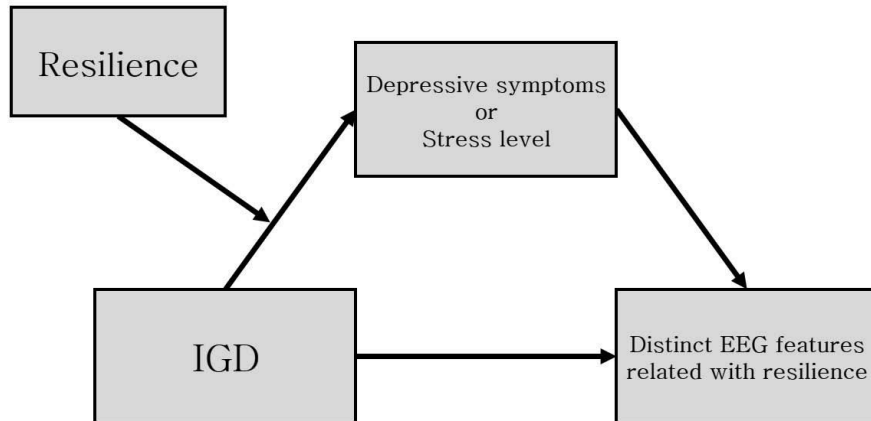 Resilience
Depressive symptoms
or
Stress level
IGD
Distinct EEG features
related with resilience